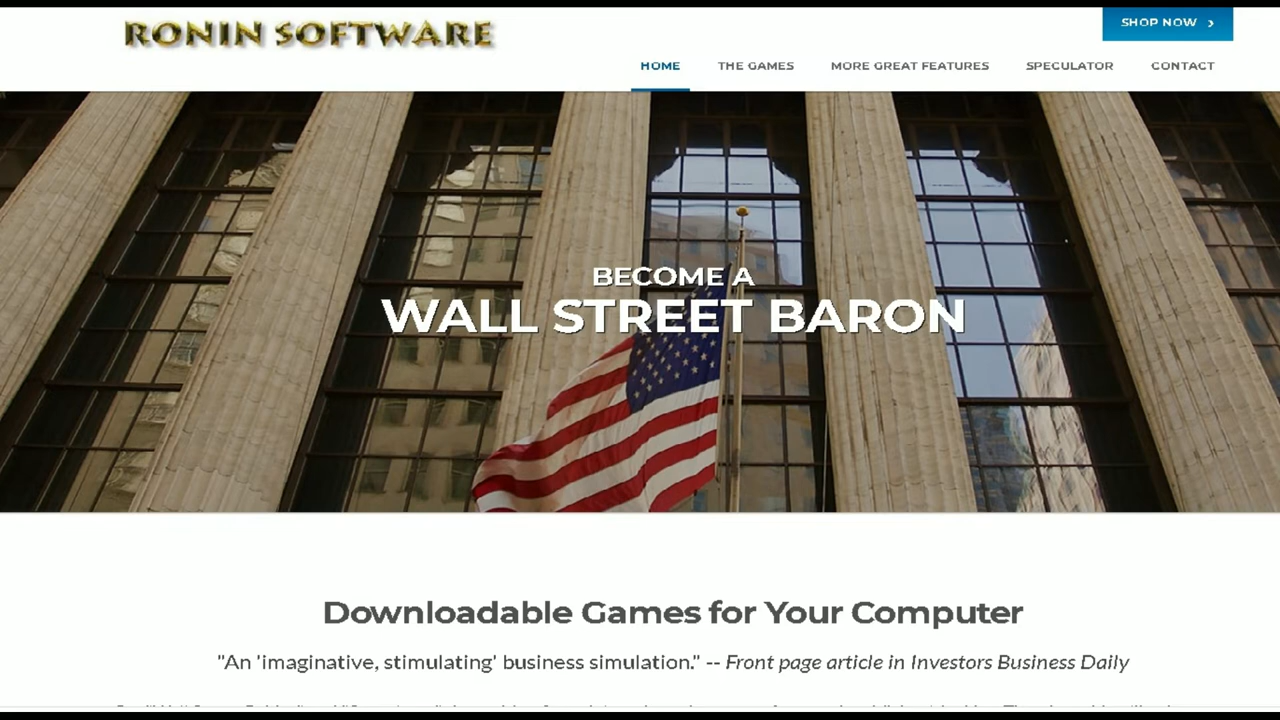 RONIN SOFTWARE
SHOP NOW >
HOME THE GAMES MORE GREAT FEATURES SPECULATOR CONTACT
BECOME A
WALL STREET BARON
Downloadable Games for Your Computer
"An 'imaginative, stimulating' business simulation." -- Front page article in Investors Business Daily